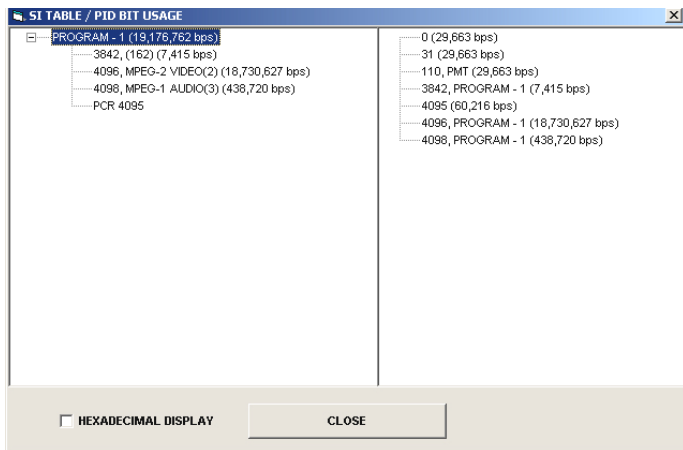 SI TABLE / PID BIT USAGE
PROGRAM - 1 (19,176,762 bps)
3842, (162) (7,415 bps)
4096, MPEG-2 VIDEO(2) (18,730,627 bps)
4098, MPEG-1 AUDIO(3) (438,720 bps)
PCR 4095
0 (29,663 bps)
31 (29,663 bps)
110, PMT (29,663 bps)
3842, PROGRAM - 1 (7,415 bps)
4095 (60,216 bps)
4096, PROGRAM - 1 (18,730,627 bps)
4098, PROGRAM - 1 (438,720 bps)
HEXADECIMAL DISPLAY
CLOSE